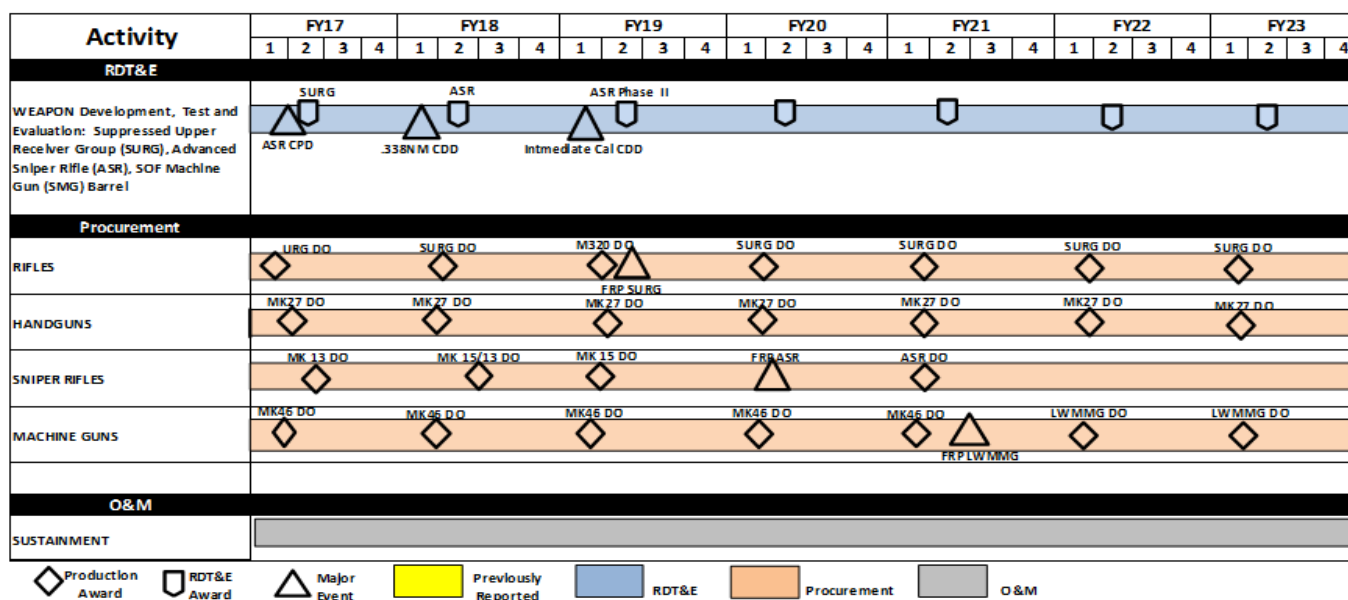 Activity
FY17 FY18 FY19 FY20 FY21 FY22 FY23
1 2 3 4 1 2 3 4 1 2 3 4 1 2 3 4 1 2 3 4 1 2 3 4 1 2 3 4
RDT&E
WEAPON Development, Test and
Evaluation: Suppressed Upper
Receiver Group (SURG), Advanced
Sniper Rifle (ASR), SOF Machine
Gun (SMG) Barrel
SURG ASR ASR Phase II
ASR CPD .338NM CDD Intmediate Cal CDD
Procurement
RIFLES
URG DO SURG DO M320 DO SURG DO SURG DO SURG DO SURG DO
FRP SURG
HANDGUNS
MK27 DO MK27 DO MK27 DO MK27 DO MK27 DO MK27 DO MK27 DO
SNIPER RIFLES
MK 13 DO MK 15/13 DO MK 15 DO FRP ASR ASR DO
MACHINE GUNS
MK46 DO MK46 DO MK46 DO MK46 DO MK46 DO LWMMG DO LWMMG DO
FRP LWMMG
O&M
SUSTAINMENT
Production Award
RDT&E Award
Major Event
Previously Reported
RDT&E
Procurement
O&M